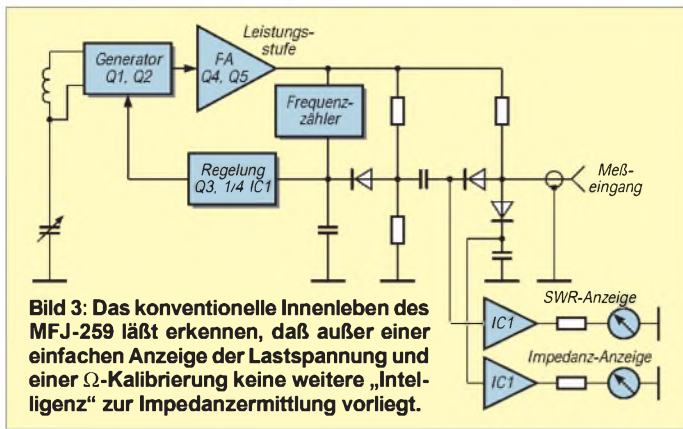 Leistungs-
stufe
Generator
Q1, Q2
FA
Q4, Q5
Frequenz-
zähler
Regelung
Q3, 1/4 IC1
Meß-
eingang
SWR-Anzeige
IC1
Impedanz-Anzeige
IC1
Bild 3: Das konventionelle Innenleben des
MFJ-259 läßt erkennen, daß außer einer
einfachen Anzeige der Lastspannung und
einer Ω-Kalibrierung keine weitere „Intel-
ligenz“ zur Impedanzermittlung vorliegt.